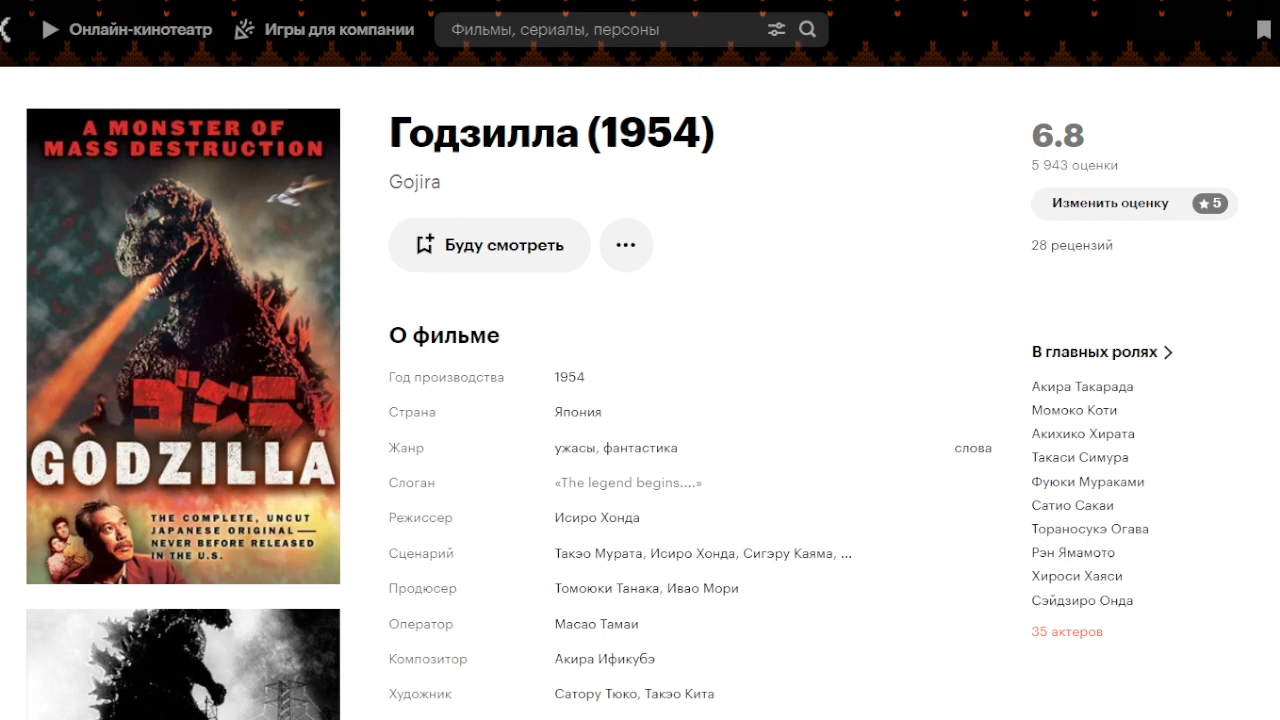 Онлайн-кинотеатр
Игры для компании
Фильмы, сериалы, персоны
A MONSTER OF
MASS DESTRUCTION
ゴジラ
GODZILLA
THE COMPLETE, UNCUT
JAPANESE ORIGINAL—
NEVER BEFORE RELEASED
IN THE U.S.
Годзилла (1954)
Gojira
Буду смотреть
...
О фильме
Год производства 1954
Страна Япония
Жанр ужасы, фантастика слова
Слоган «The legend begins....»
Режиссер Исиро Хонда
Сценарий Такэо Мурата, Исиро Хонда, Сигэру Каяма, ...
Продюсер Томоюки Танака, Ивао Мори
Оператор Масао Тамаи
Композитор Акира Ификубэ
Художник Сатору Тюко, Такэо Кита
6.8
5 943 оценки
Изменить оценку 5
28 рецензий
В главных ролях
Акира Такарада
Момоко Коти
Акихико Хирата
Такаси Симура
Фуюки Мураками
Сатио Сакаи
Тораносукэ Огава
Рэн Ямамото
Хироси Хаяси
Сэйдзиро Онда
35 актеров